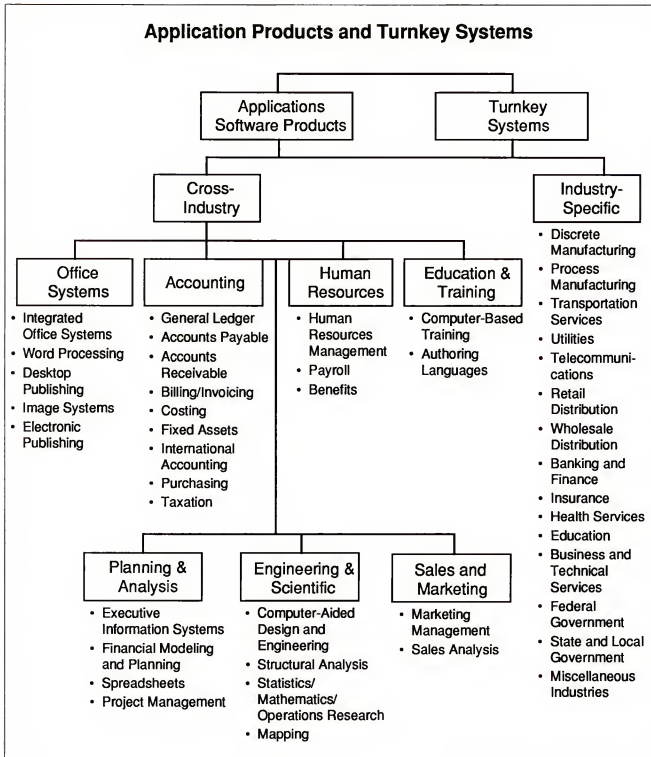 Application Products and Turnkey Systems
Applications
Software Products
Turnkey
Systems
Cross-
Industry
Industry-
Specific
• Discrete
Manufacturing
• Process
Manufacturing
• Transportation
Services
• Utilities
• Telecommuni-
cations
• Retail
Distribution
• Wholesale
Distribution
• Banking and
Finance
• Insurance
• Health Services
• Education
• Business and
Technical
Services
• Federal
Government
• State and Local
Government
• Miscellaneous
Industries
Office
Systems
• Integrated
Office Systems
• Word Processing
• Desktop
Publishing
• Image Systems
• Electronic
Publishing
Accounting
• General Ledger
• Accounts Payable
• Accounts
Receivable
• Billing/Invoicing
• Costing
• Fixed Assets
• International
Accounting
• Purchasing
• Taxation
Human
Resources
• Human
Resources
Management
• Payroll
• Benefits
Education &
Training
• Computer-Based
Training
• Authoring
Languages
Planning &
Analysis
• Executive
Information Systems
• Financial Modeling
and Planning
• Spreadsheets
• Project Management
Engineering &
Scientific
• Computer-Aided
Design and
Engineering
• Structural Analysis
• Statistics/
Mathematics/
Operations Research
• Mapping
Sales and
Marketing
• Marketing
Management
• Sales Analysis